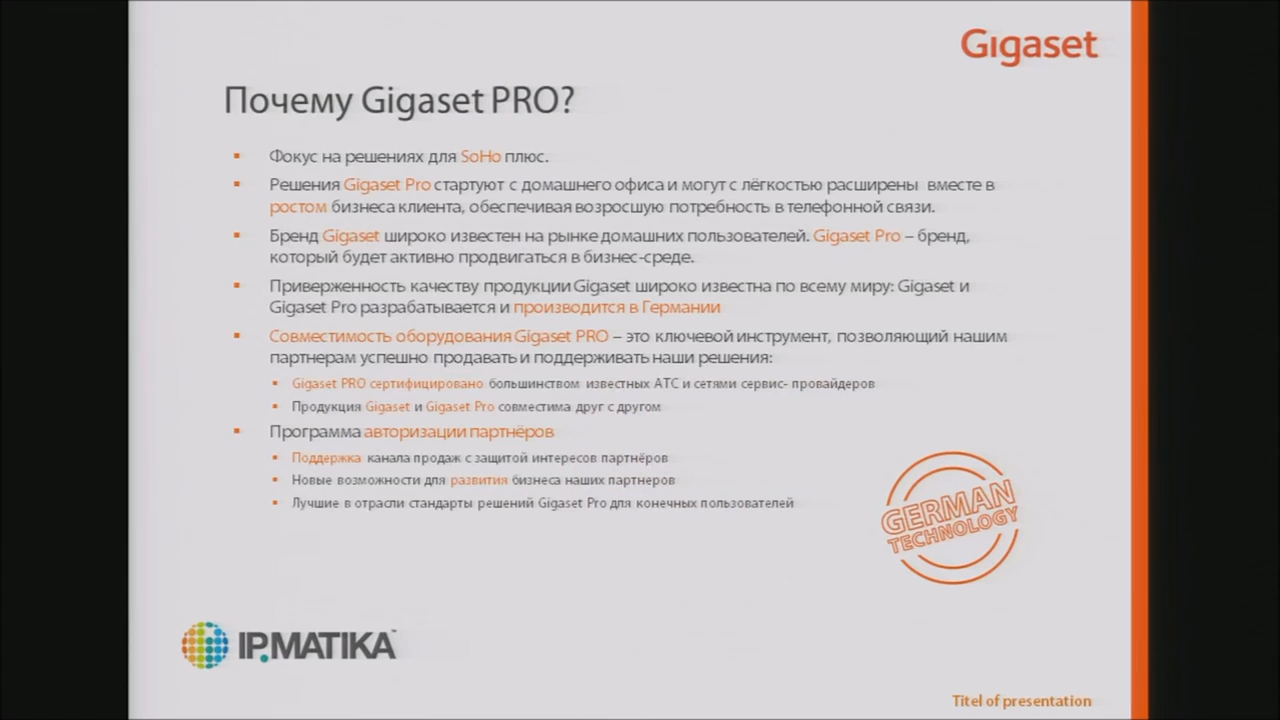 Gigaset
Почему Gigaset PRO?
Фокус на решениях для SoHo плюс.
Решения Gigaset Pro стартуют с домашнего офиса и могут с лёгкостью расширены вместе в
ростом бизнеса клиента, обеспечивая возросшую потребность в телефонной связи.
Бренд Gigaset широко известен на рынке домашних пользователей. Gigaset Pro – бренд,
который будет активно продвигаться в бизнес-среде.
Приверженность качеству продукции Gigaset широко известна по всему миру: Gigaset и
Gigaset Pro разрабатывается и производится в Германии
Совместимость оборудования Gigaset PRO – это ключевой инструмент, позволяющий нашим
партнерам успешно продавать и поддерживать наши решения:
Gigaset PRO сертифицировано большинством известных АТС и сетями сервис- провайдеров
Продукция Gigaset и Gigaset Pro совместима друг с другом
Программа авторизации партнёров
Поддержка канала продаж с защитой интересов партнёров
Новые возможности для развития бизнеса наших партнеров
Лучшие в отрасли стандарты решений Gigaset Pro для конечных пользователей
GERMAN
TECHNOLOGY
IP.MATIKA™
Titel of presentation